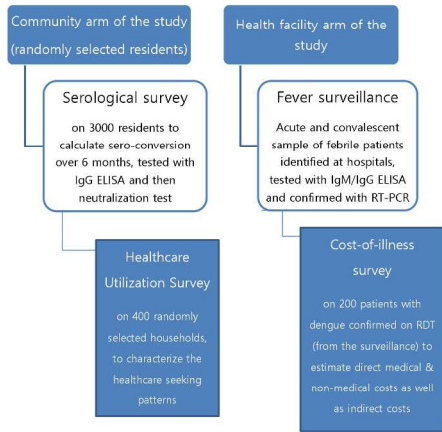 Community arm of the study
(randomly selected residents)
Serological survey
on 3000 residents to
calculate sero-conversion
over 6 months, tested with
IgG ELISA and then
neutralization test
Healthcare
Utilization Survey
on 400 randomly
selected households,
to characterize the
healthcare seeking
patterns
Health facility arm of the
study
Fever surveillance
Acute and convalescent
sample of febrile patients
identified at hospitals,
tested with IgM/IgG ELISA
and confirmed with RT-PCR
Cost-of-illness
survey
on 200 patients with
dengue confirmed on RDT
(from the surveillance) to
estimate direct medical &
non-medical costs as well
as indirect costs